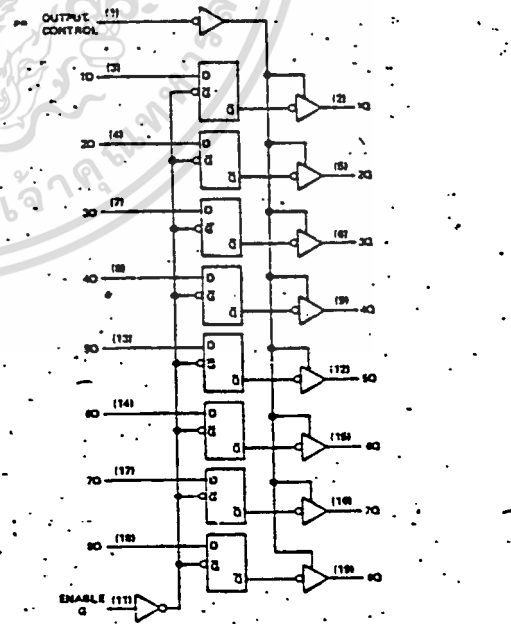 OUTPUT CONTROL (1)
1D (3) D G̅ Q̅ (2) 1Q
2D (4) D G̅ Q̅ (5) 2Q
3D (7) D G̅ Q̅ (6) 3Q
4D (8) D G̅ Q̅ (9) 4Q
5D (13) D G̅ Q̅ (12) 5Q
6D (14) D G̅ Q̅ (15) 6Q
7D (17) D G̅ Q̅ (16) 7Q
8D (18) D G̅ Q̅ (19) 8Q
ENABLE G (11)